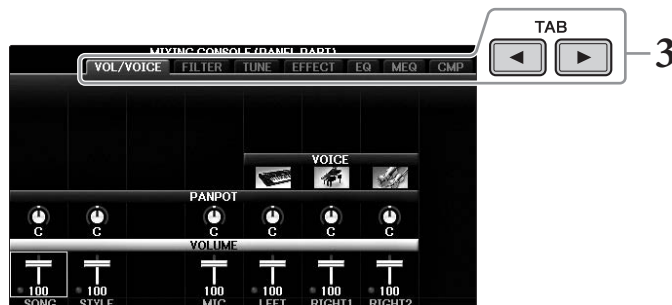 TAB
3
MIXING CONSOLE (PANEL PART)
VOL/VOICE FILTER TUNE EFFECT EQ MEQ CMP
VOICE
PANPOT
C C C C C C
VOLUME
100 100 100 100 100 100
SONG STYLE MIC LEFT RIGHT1 RIGHT2